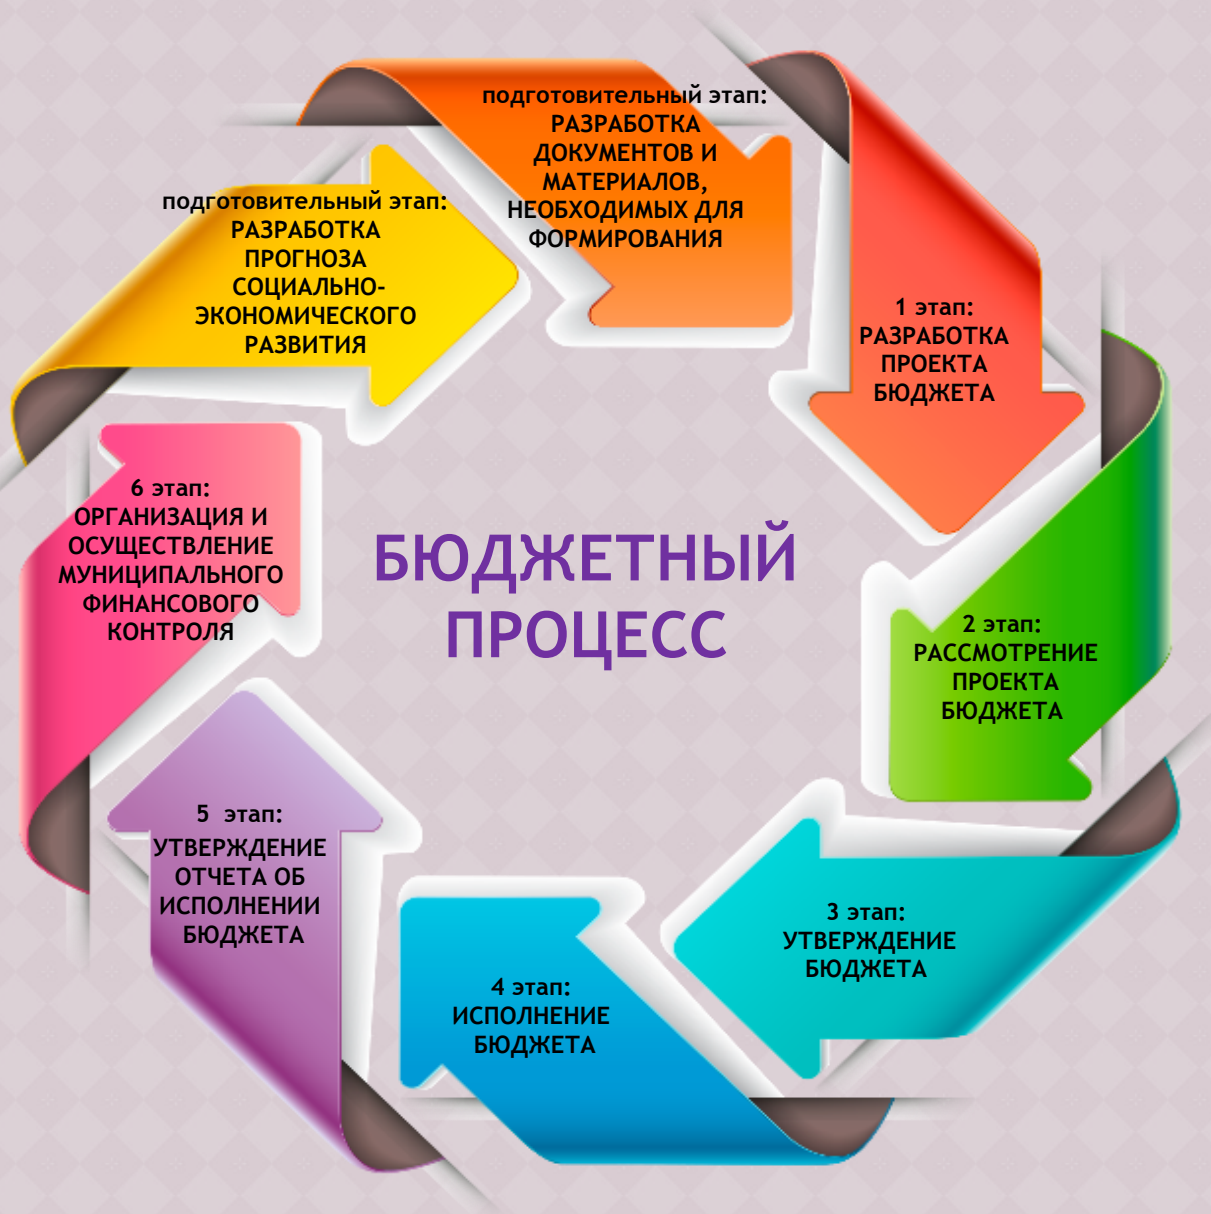 подготовительный этап:
РАЗРАБОТКА
ДОКУМЕНТОВ И
МАТЕРИАЛОВ,
НЕОБХОДИМЫХ ДЛЯ
ФОРМИРОВАНИЯ
подготовительный этап:
РАЗРАБОТКА
ПРОГНОЗА
СОЦИАЛЬНО-
ЭКОНОМИЧЕСКОГО
РАЗВИТИЯ
1 этап:
РАЗРАБОТКА
ПРОЕКТА
БЮДЖЕТА
6 этап:
ОРГАНИЗАЦИЯ И
ОСУЩЕСТВЛЕНИЕ
МУНИЦИПАЛЬНОГО
ФИНАНСОВОГО
КОНТРОЛЯ
БЮДЖЕТНЫЙ
ПРОЦЕСС
2 этап:
РАССМОТРЕНИЕ
ПРОЕКТА
БЮДЖЕТА
5 этап:
УТВЕРЖДЕНИЕ
ОТЧЕТА ОБ
ИСПОЛНЕНИИ
БЮДЖЕТА
3 этап:
УТВЕРЖДЕНИЕ
БЮДЖЕТА
4 этап:
ИСПОЛНЕНИЕ
БЮДЖЕТА